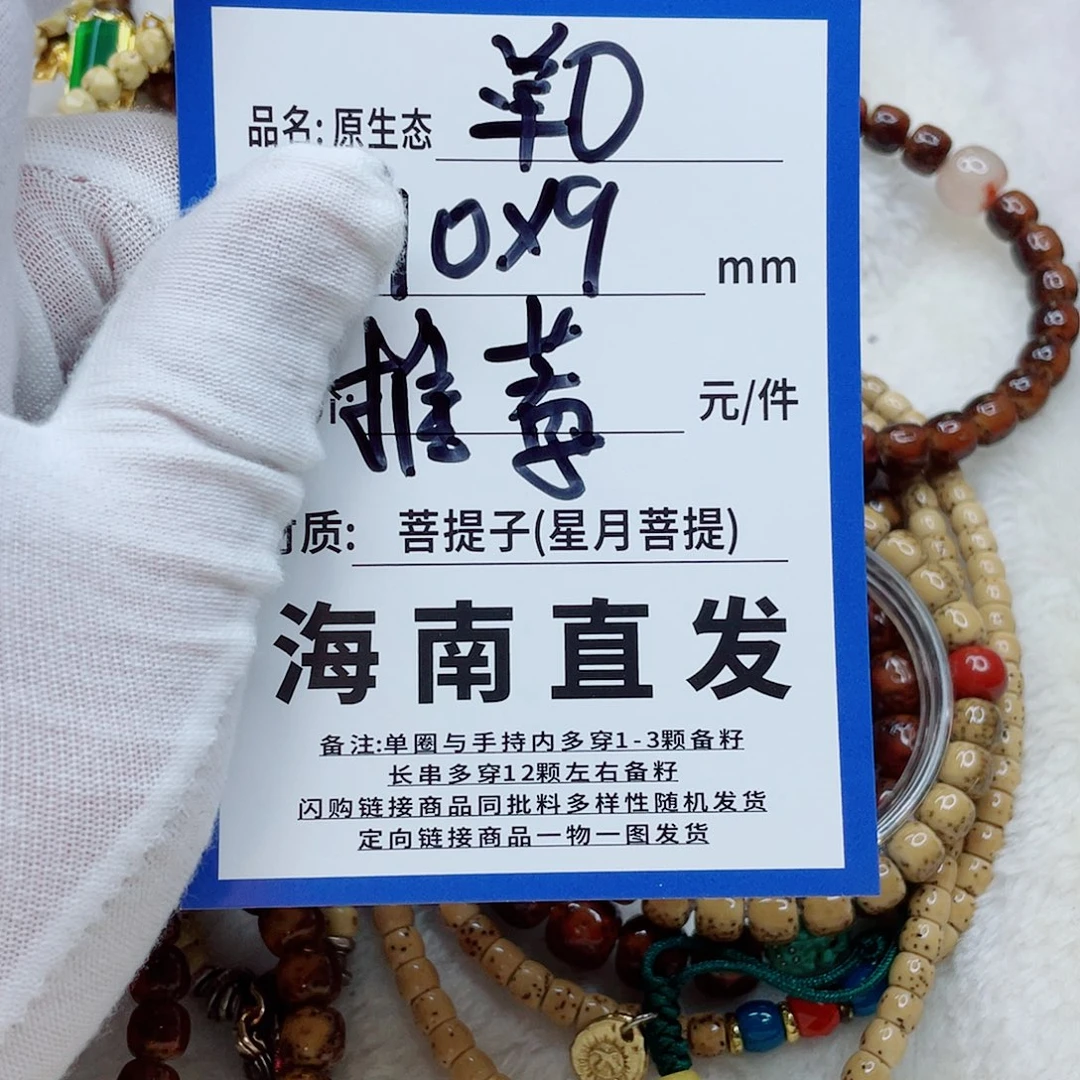 品名: 原生态
10x9 mm
推荐 元/件
质: 菩提子(星月菩提)
海南直发
备注:单圈与手持内多穿1-3颗备籽
长串多穿12颗左右备籽
闪购链接商品同批料多样性随机发货
定向链接商品一物一图发货